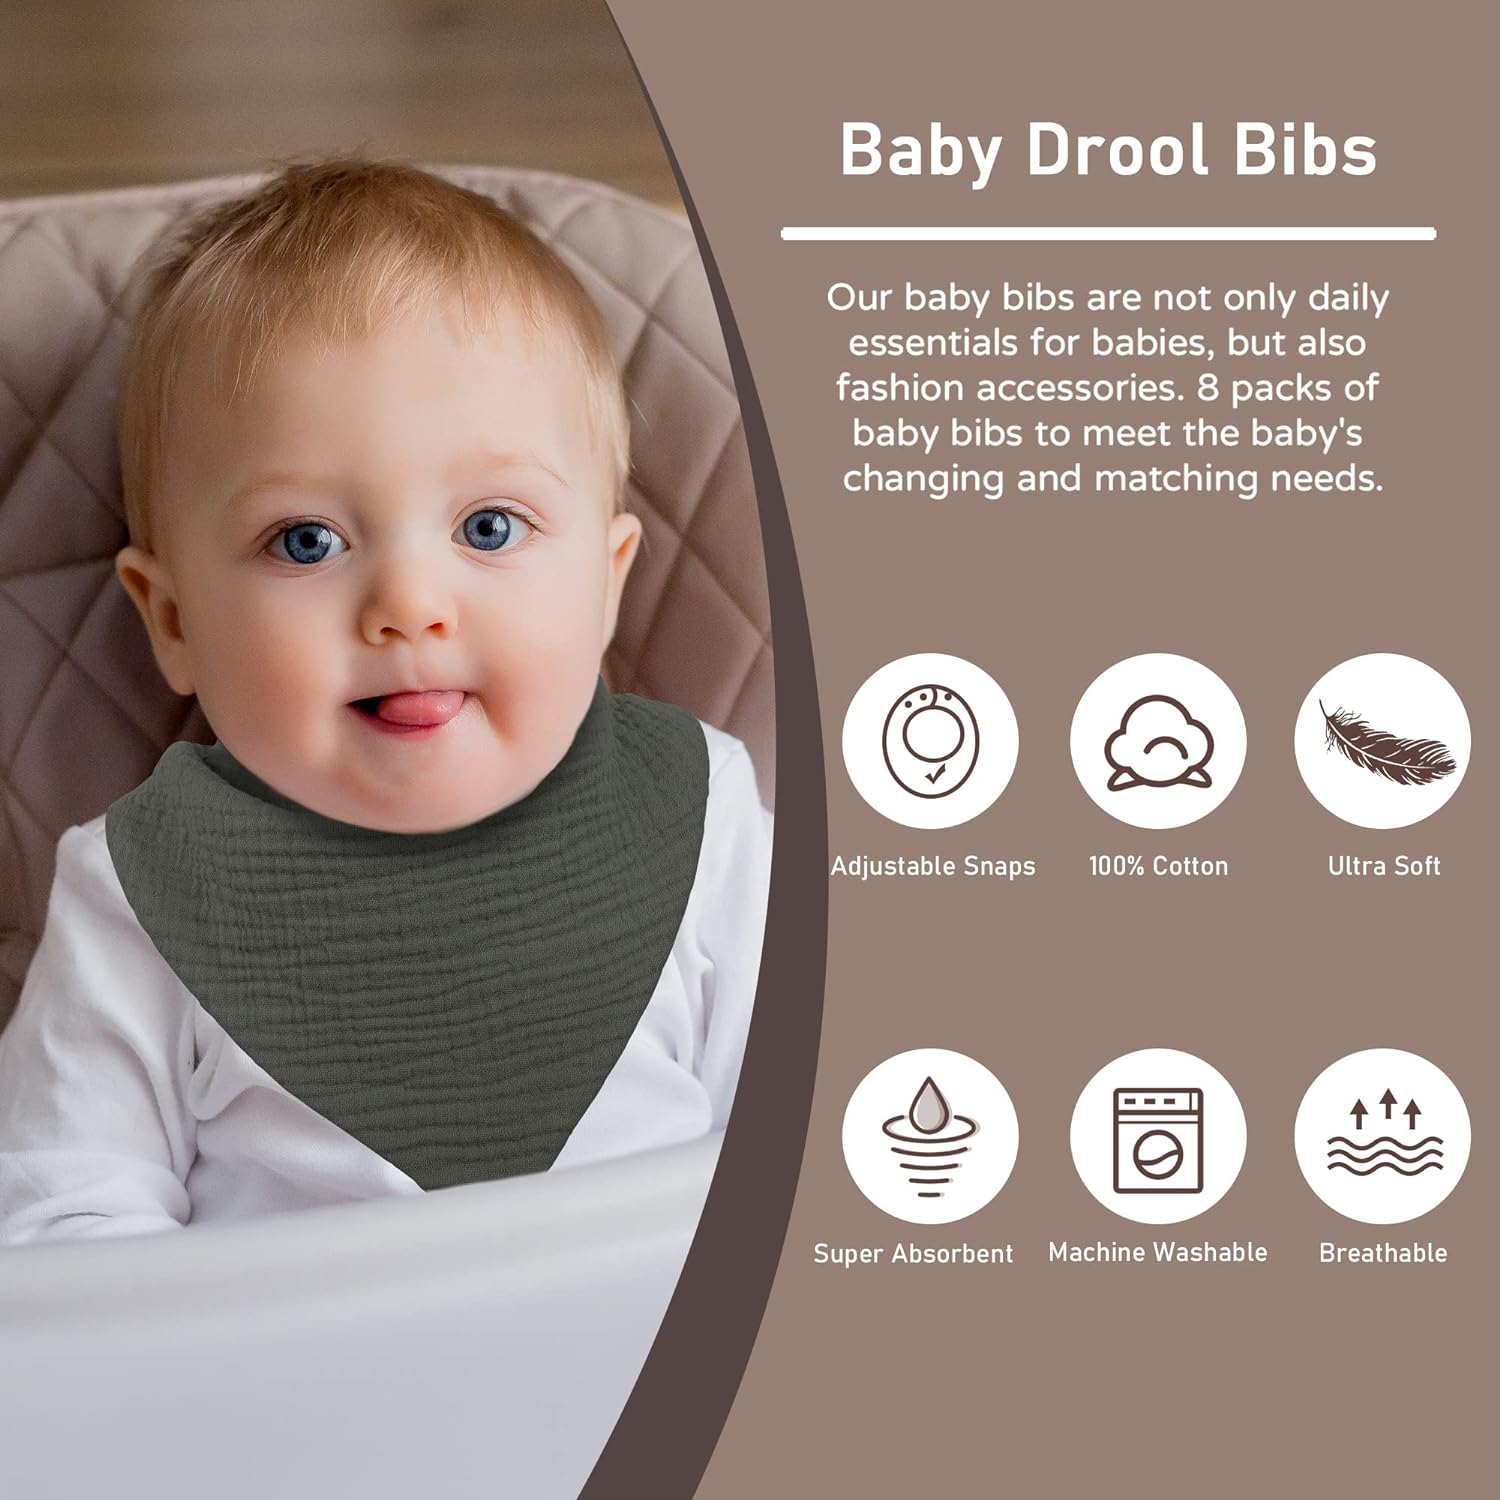 Baby Drool Bibs
Our baby bibs are not only daily
essentials for babies, but also
fashion accessories. 8 packs of
baby bibs to meet the baby's
changing and matching needs.
Adjustable Snaps
100% Cotton
Ultra Soft
Super Absorbent
Machine Washable
Breathable